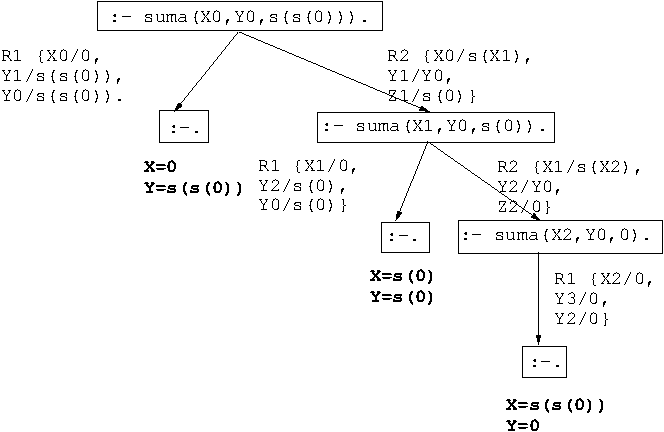 :- suma(X0,Y0,s(s(0))).
R1 {X0/0,
Y1/s(s(0)),
Y0/s(s(0)).
R2 {X0/s(X1),
Y1/Y0,
Z1/s(0)}
:-.
:- suma(X1,Y0,s(0)).
X=0
Y=s(s(0))
R1 {X1/0,
Y2/s(0),
Y0/s(0)}
R2 {X1/s(X2),
Y2/Y0,
Z2/0}
:-.
:- suma(X2,Y0,0).
X=s(0)
Y=s(0)
R1 {X2/0,
Y3/0,
Y2/0}
:-.
X=s(s(0))
Y=0